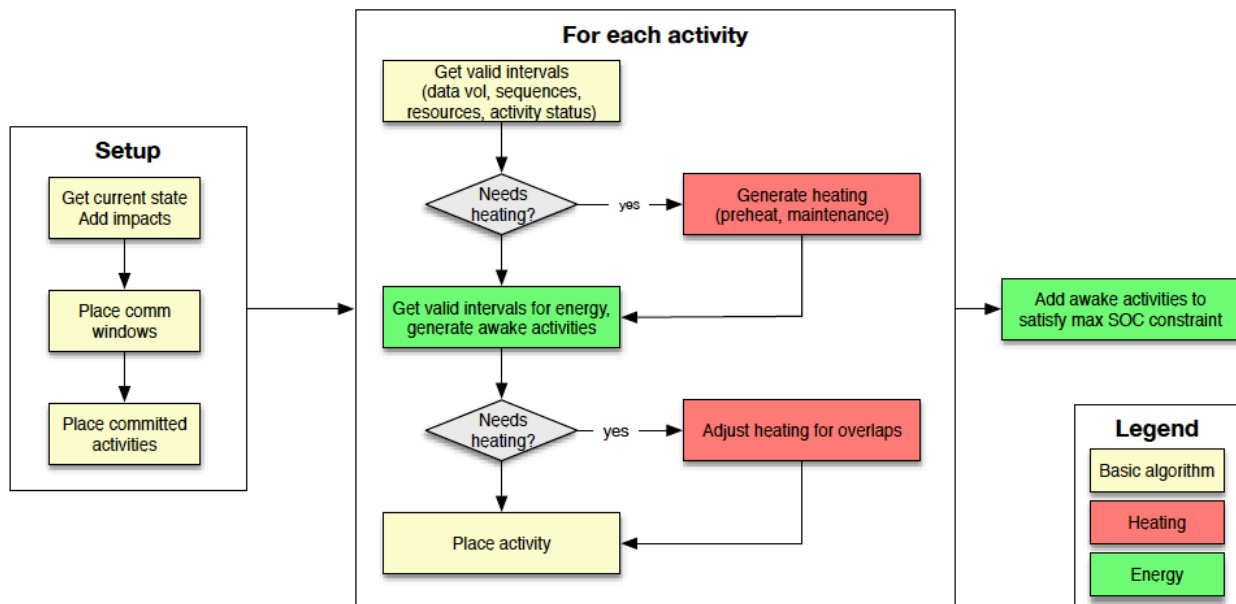 Setup
Get current state
Add impacts
Place comm
windows
Place committed
activities
For each activity
Get valid intervals
(data vol, sequences,
resources, activity status)
Needs
heating?
yes
Generate heating
(preheat, maintenance)
Get valid intervals for energy,
generate awake activities
Needs
heating?
yes
Adjust heating for overlaps
Place activity
Add awake activities to
satisfy max SOC constraint
Legend
Basic algorithm
Heating
Energy